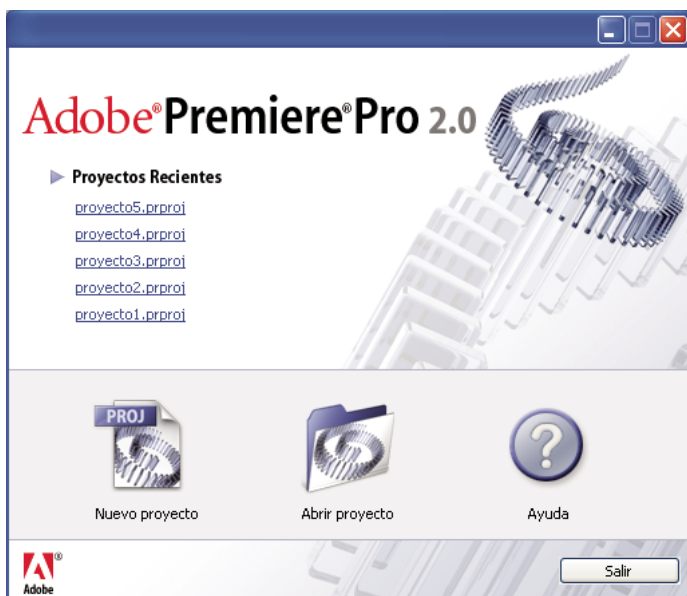 Adobe® Premiere® Pro 2.0
Proyectos Recientes
proyecto5.prproj
proyecto4.prproj
proyecto3.prproj
proyecto2.prproj
proyecto1.prproj
PROJ
Nuevo proyecto
Abrir proyecto
Ayuda
®
Adobe
Salir